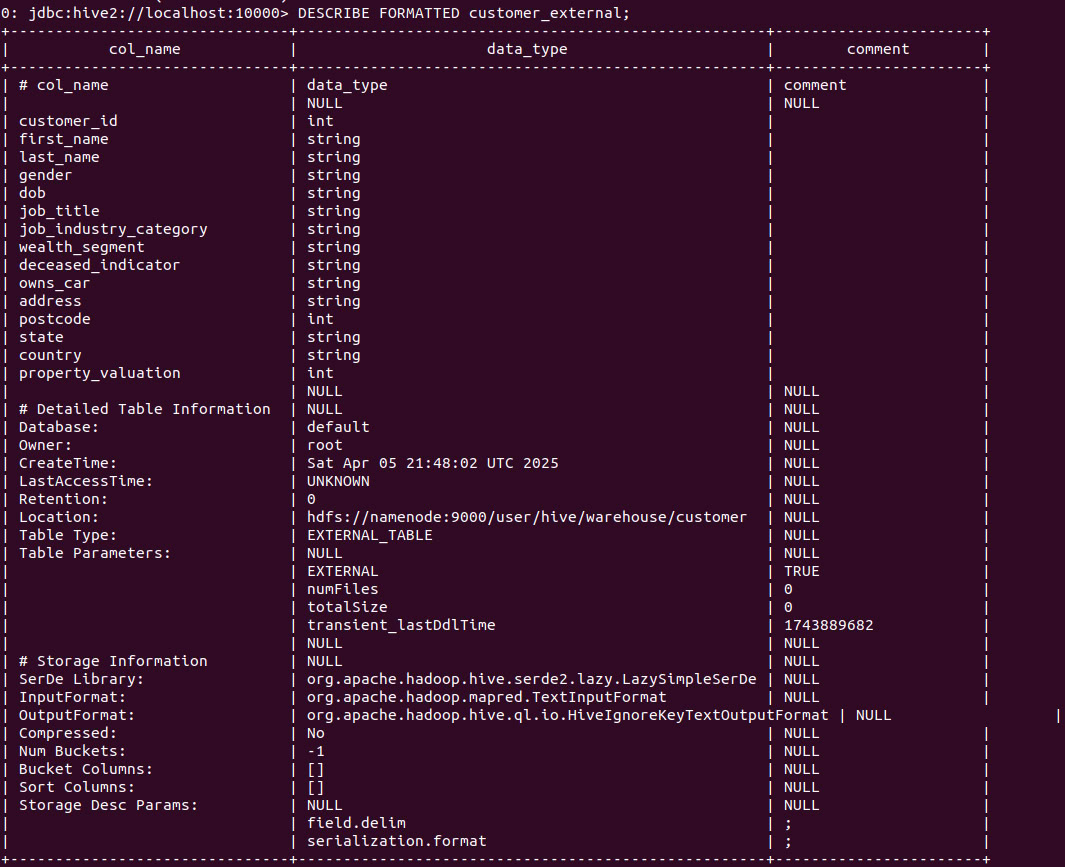 0: jdbc:hive2://localhost:10000> DESCRIBE FORMATTED customer_external;
+-------------------------------+----------------------------------------------------+-----------------------+
|           col_name            |                     data_type                      |        comment        |
+-------------------------------+----------------------------------------------------+-----------------------+
| # col_name                    | data_type                                          | comment               |
|                               | NULL                                               | NULL                  |
| customer_id                   | int                                                |                       |
| first_name                    | string                                             |                       |
| last_name                     | string                                             |                       |
| gender                        | string                                             |                       |
| dob                           | string                                             |                       |
| job_title                     | string                                             |                       |
| job_industry_category         | string                                             |                       |
| wealth_segment                | string                                             |                       |
| deceased_indicator            | string                                             |                       |
| owns_car                      | string                                             |                       |
| address                       | string                                             |                       |
| postcode                      | int                                                |                       |
| state                         | string                                             |                       |
| country                       | string                                             |                       |
| property_valuation            | int                                                |                       |
|                               | NULL                                               | NULL                  |
| # Detailed Table Information  | NULL                                               | NULL                  |
| Database:                     | default                                            | NULL                  |
| Owner:                        | root                                               | NULL                  |
| CreateTime:                   | Sat Apr 05 21:48:02 UTC 2025                       | NULL                  |
| LastAccessTime:               | UNKNOWN                                            | NULL                  |
| Retention:                    | 0                                                  | NULL                  |
| Location:                     | hdfs://namenode:9000/user/hive/warehouse/customer  | NULL                  |
| Table Type:                   | EXTERNAL_TABLE                                     | NULL                  |
| Table Parameters:             | NULL                                               | NULL                  |
|                               | EXTERNAL                                           | TRUE                  |
|                               | numFiles                                           | 0                     |
|                               | totalSize                                          | 0                     |
|                               | transient_lastDdlTime                              | 1743889682            |
|                               | NULL                                               | NULL                  |
| # Storage Information         | NULL                                               | NULL                  |
| SerDe Library:                | org.apache.hadoop.hive.serde2.lazy.LazySimpleSerDe | NULL                  |
| InputFormat:                  | org.apache.hadoop.mapred.TextInputFormat           | NULL                  |
| OutputFormat:                 | org.apache.hadoop.hive.ql.io.HiveIgnoreKeyTextOutputFormat | NULL                  |
| Compressed:                   | No                                                 | NULL                  |
| Num Buckets:                  | -1                                                 | NULL                  |
| Bucket Columns:               | []                                                 | NULL                  |
| Sort Columns:                 | []                                                 | NULL                  |
| Storage Desc Params:          | NULL                                               | NULL                  |
|                               | field.delim                                        | ;                     |
|                               | serialization.format                               | ;                     |
+-------------------------------+----------------------------------------------------+-----------------------+